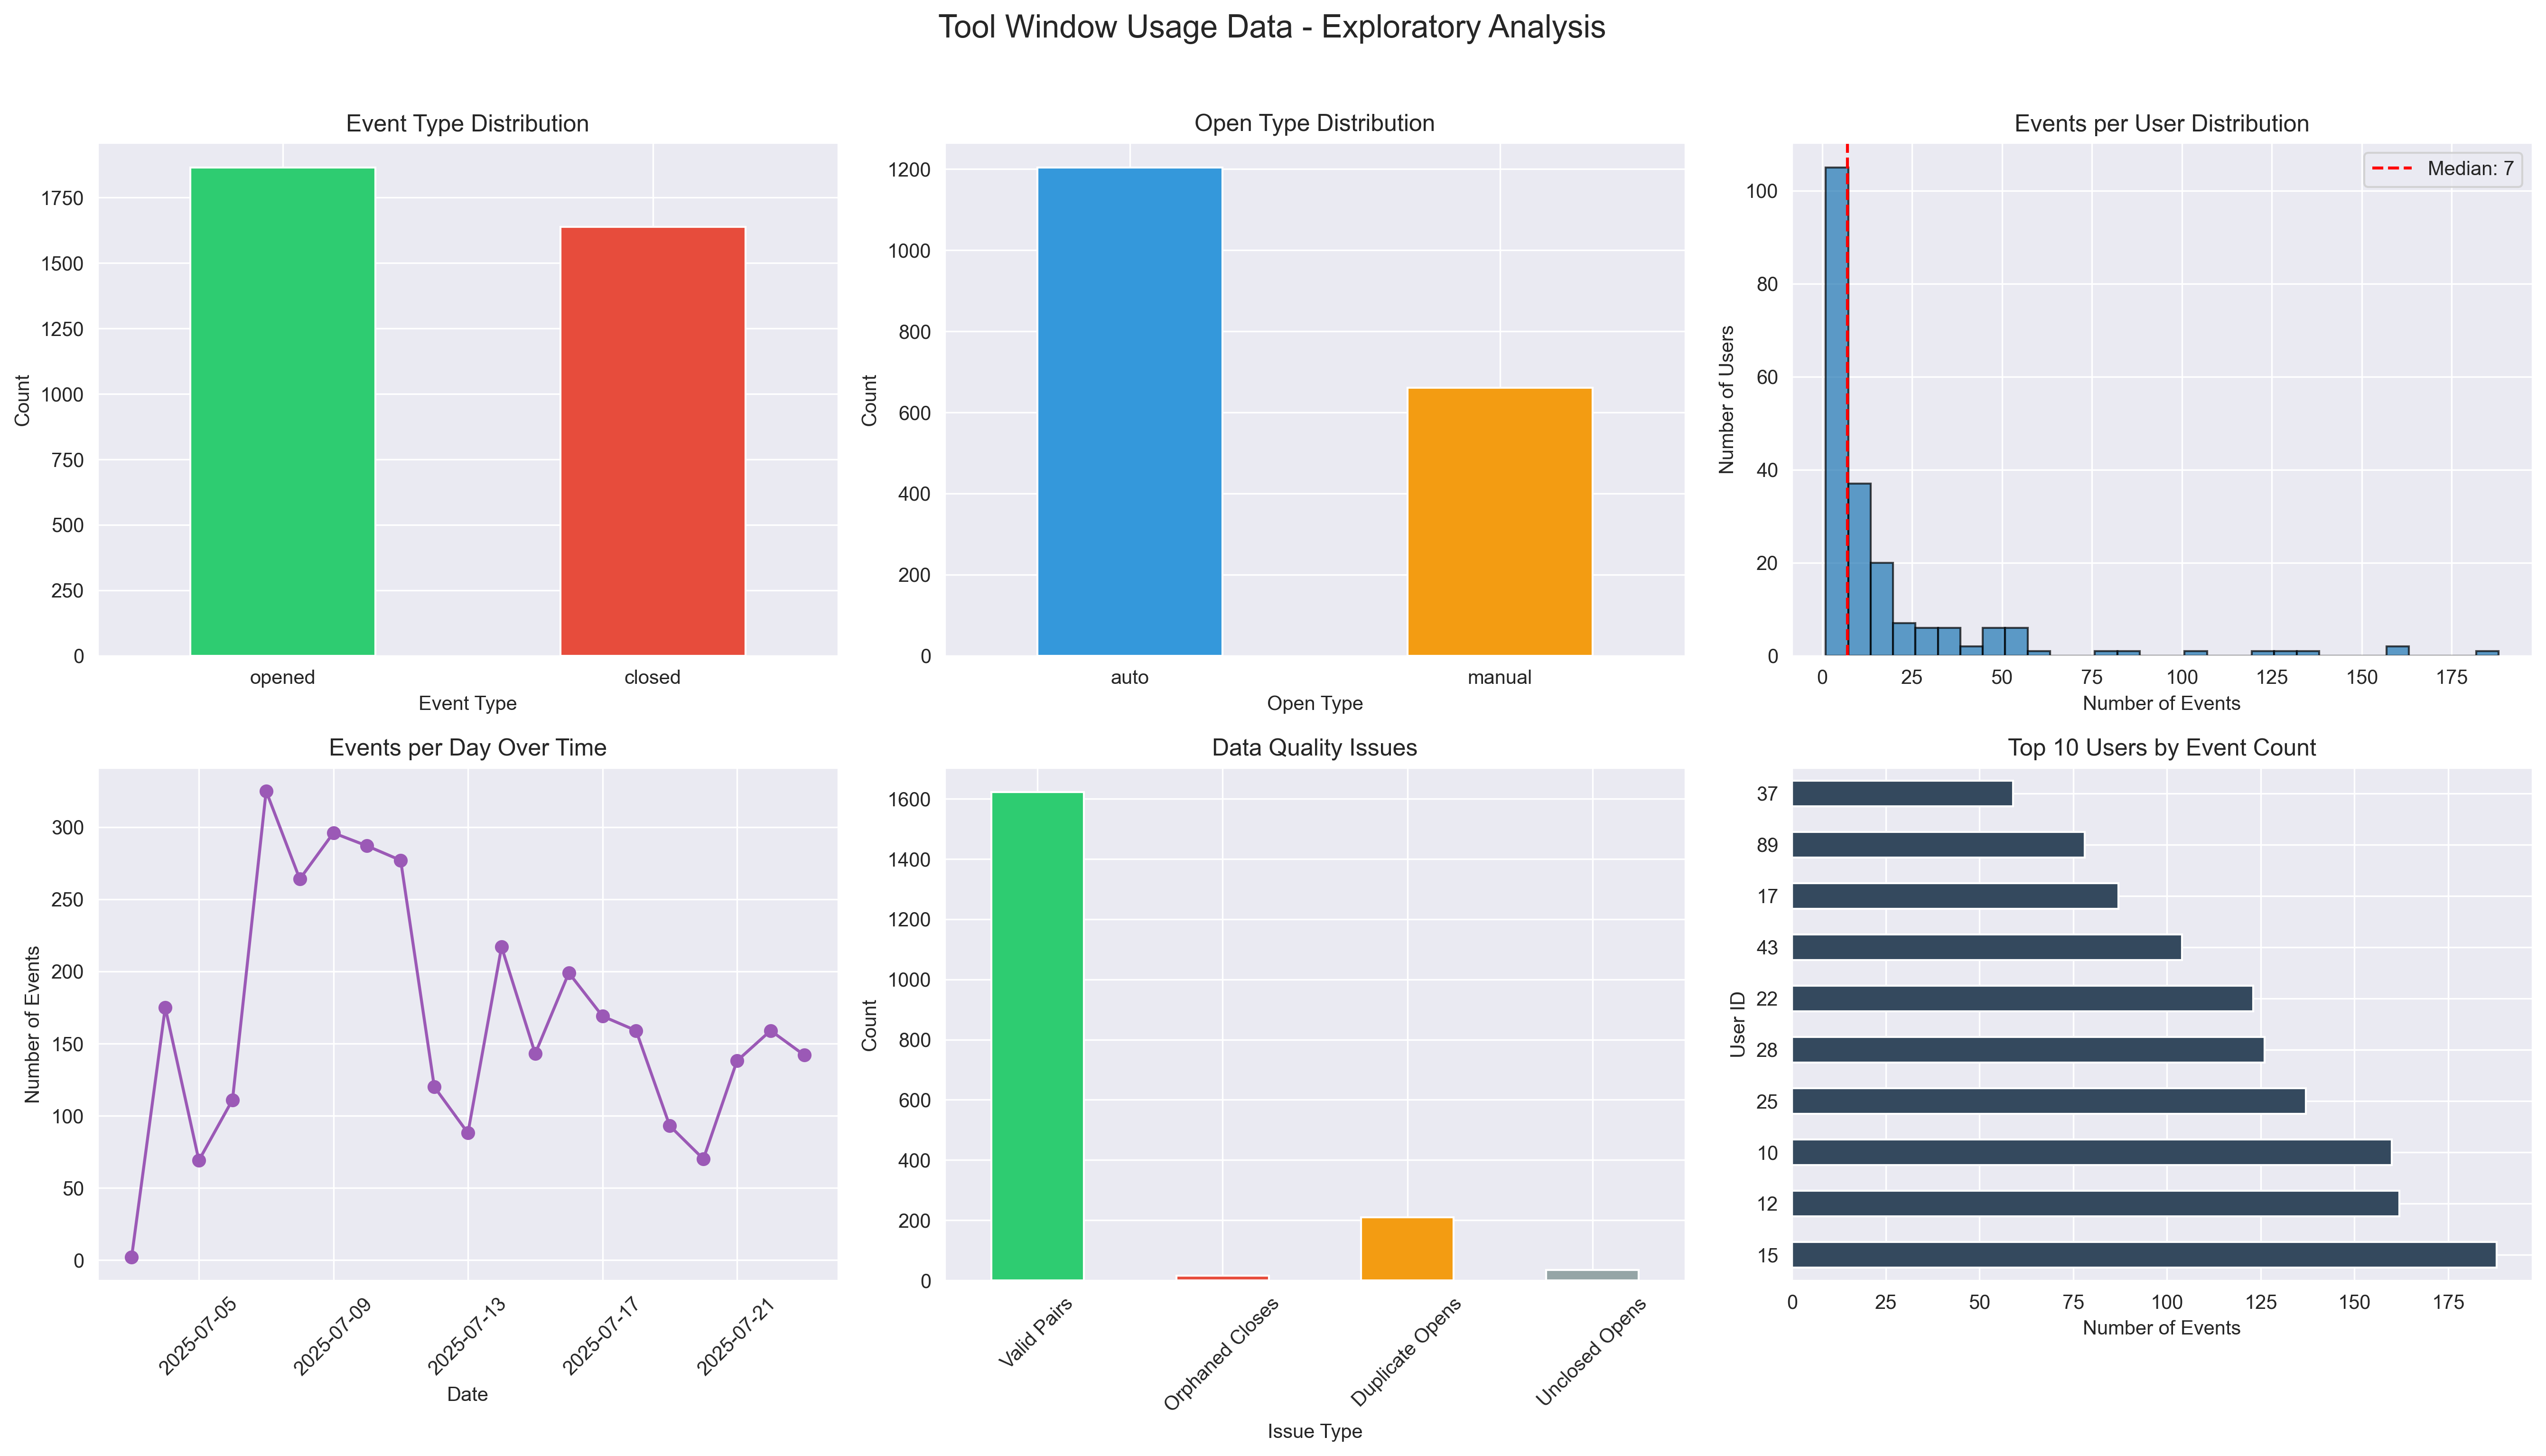 Tool Window Usage Data - Exploratory Analysis
Event Type Distribution
Count
1750
1500
1250
1000
750
500
250
0
opened
closed
Event Type
Open Type Distribution
Count
1200
1000
800
600
400
200
0
auto
manual
Open Type
Events per User Distribution
Median: 7
Number of Users
100
80
60
40
20
0
0
25
50
75
100
125
150
175
Number of Events
Events per Day Over Time
Number of Events
300
250
200
150
100
50
0
2025-07-05
2025-07-09
2025-07-13
2025-07-17
2025-07-21
Date
Data Quality Issues
Count
1600
1400
1200
1000
800
600
400
200
0
Valid Pairs
Orphaned Closes
Duplicate Opens
Unclosed Opens
Issue Type
Top 10 Users by Event Count
User ID
37
89
17
43
22
28
25
10
12
15
0
25
50
75
100
125
150
175
Number of Events